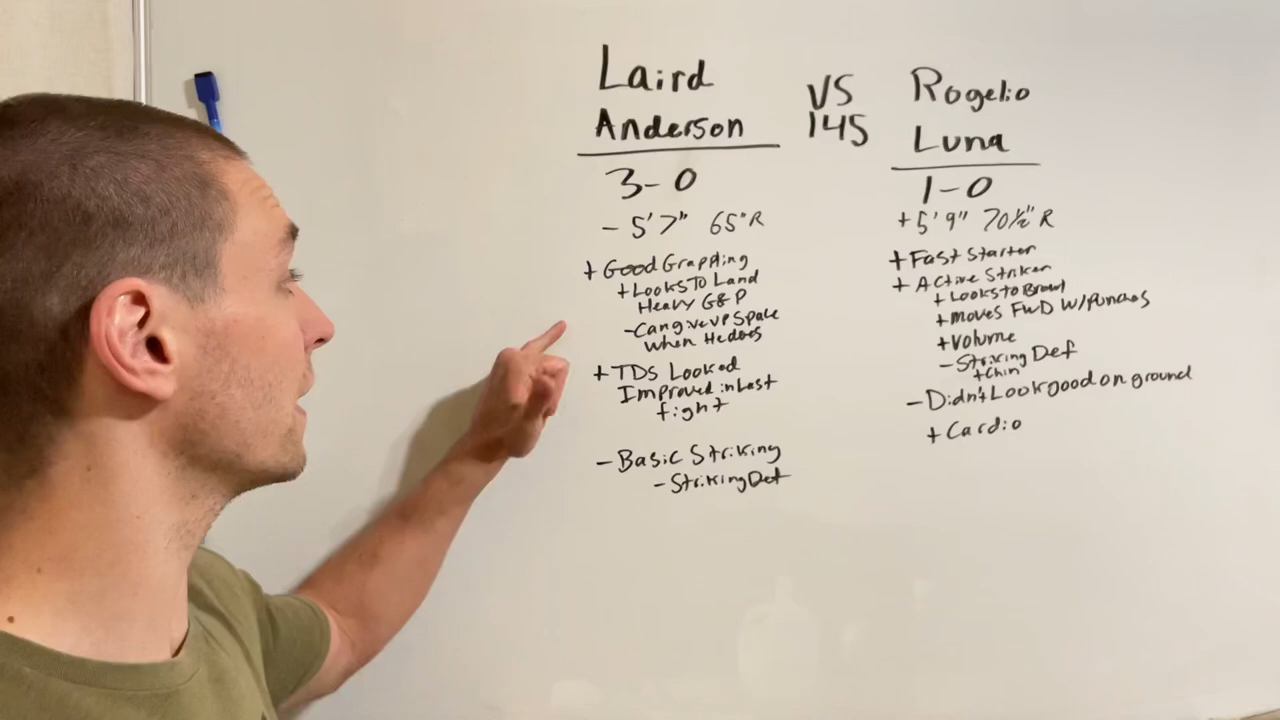 Laird
Anderson
3-0
- 5'7" 65" R
+ Good Grappling
+ Looks To Land
Heavy G&P
- Can give up Space
when He does
+ TDs Looked
Improved in Last
fight
- Basic Striking
- Striking Def
VS
145
Rogelio
Luna
1-0
+ 5'9" 70½" R
+ Fast Starter
+ Active Striker
+ Looks to Brawl
+ moves FWD w/ punches
+ Volume
- Striking Def
+ Chin
- Didn't Look good on ground
+ Cardio